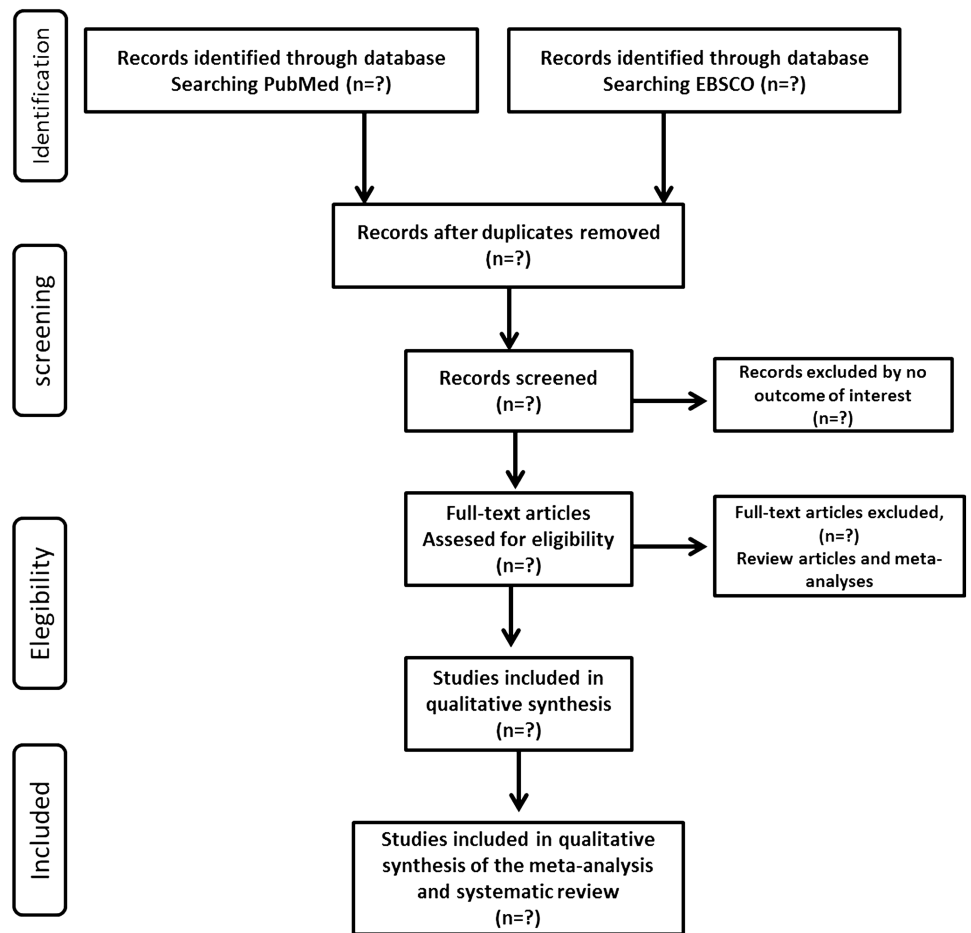 Identification
Records identified through database
Searching PubMed (n=?)
Records identified through database
Searching EBSCO (n=?)
Records after duplicates removed
(n=?)
screening
Records screened
(n=?)
Records excluded by no
outcome of interest
(n=?)
Elegibility
Full-text articles
Assesed for eligibility
(n=?)
Full-text articles excluded,
(n=?)
Review articles and meta-
analyses
Studies included in
qualitative synthesis
(n=?)
Included
Studies included in qualitative
synthesis of the meta-analysis
and systematic review
(n=?)